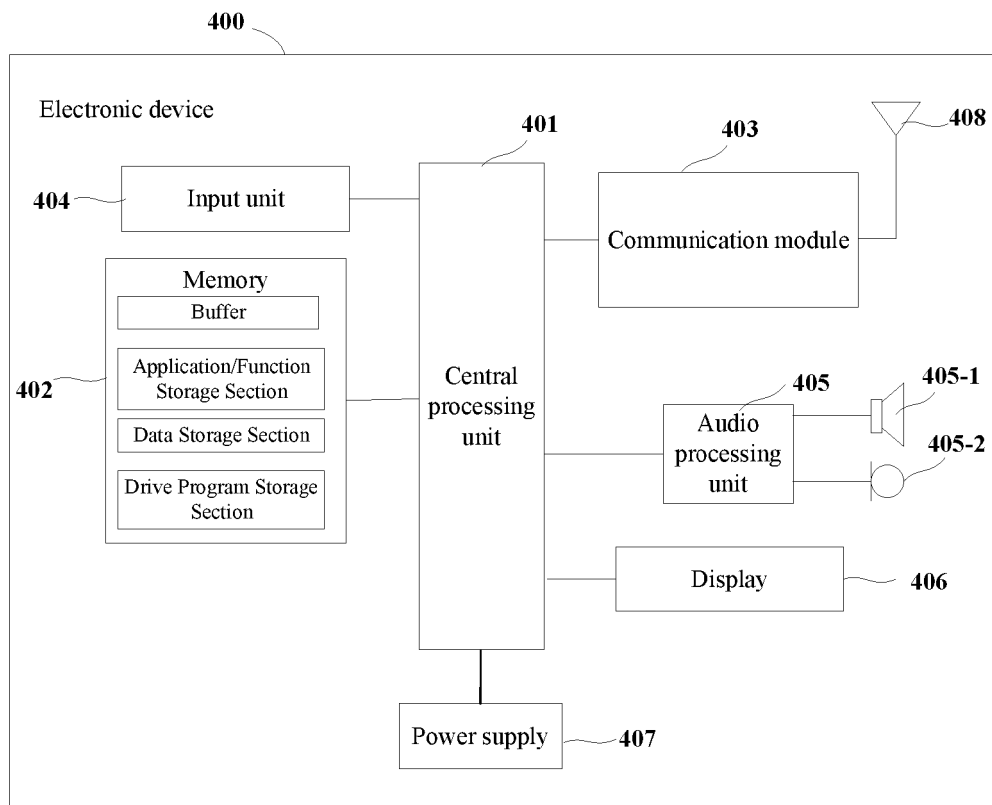 400
Electronic device
401
403
408
404
Input unit
Communication module
Memory
Buffer
Application/Function
Storage Section
Data Storage Section
Drive Program Storage
Section
402
Central
processing
unit
405
405-1
Audio
processing
unit
405-2
Display
406
Power supply
407